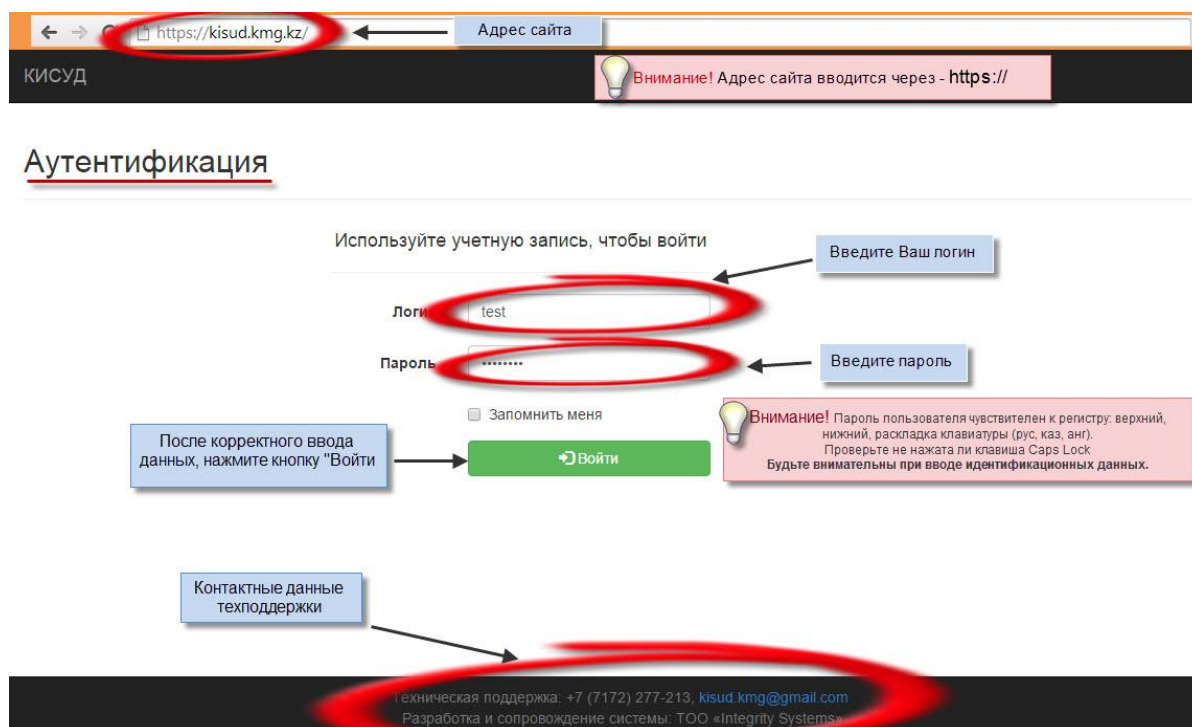 https://kisud.kmg.kz/
Адрес сайта
КИСУД
Внимание! Адрес сайта вводится через - https://
Аутентификация
Используйте учетную запись, чтобы войти
Введите Ваш логин
Логи
test
Пароль
••••••••
Введите пароль
Запомнить меня
Внимание! Пароль пользователя чувствителен к регистру: верхний,
нижний, раскладка клавиатуры (рус, каз, анг).
Проверьте не нажата ли клавиша Caps Lock
Будьте внимательны при вводе идентификационных данных.
После корректного ввода
данных, нажмите кнопку "Войти
Войти
Контактные данные
техподдержки
Техническая поддержка: +7 (7172) 277-213, kisud.kmg@gmail.com
Разработка и сопровождение системы: ТОО «Integrity Systems»